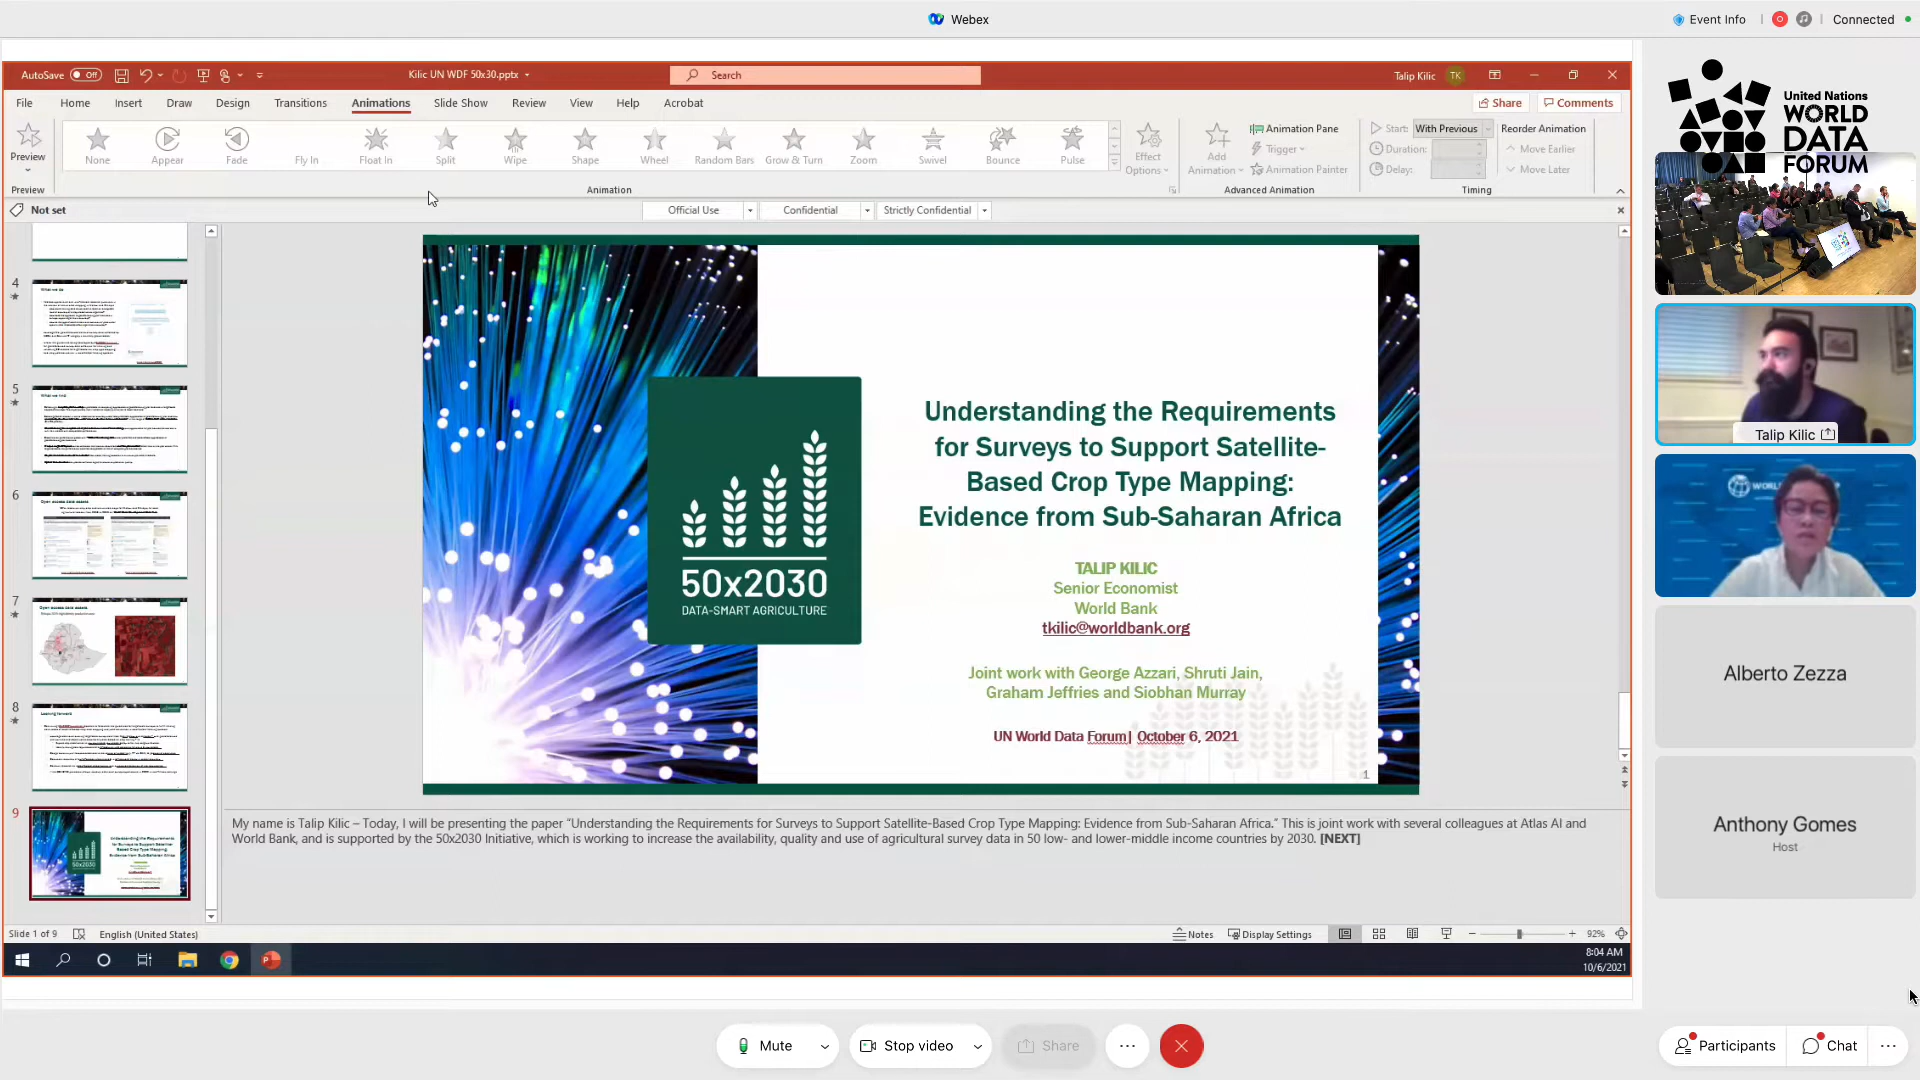 Webex
Event Info
Connected
AutoSave
Off
Kilic UN WDF 50x30.pptx
Search
Talip Kilic
TK
File
Home
Insert
Draw
Design
Transitions
Animations
Slide Show
Review
View
Help
Acrobat
Share
Comments
Preview
None
Appear
Fade
Fly In
Float In
Split
Wipe
Shape
Wheel
Random Bars
Grow & Turn
Zoom
Swivel
Bounce
Pulse
Effect
Options
Add
Animation
Animation Pane
Trigger
Animation Painter
Start:
With Previous
Duration:
Delay:
Reorder Animation
Move Earlier
Move Later
Preview
Animation
Advanced Animation
Timing
Not set
Official Use
Confidential
Strictly Confidential
4
5
6
7
8
9
50x2030
DATA-SMART AGRICULTURE
Understanding the Requirements
for Surveys to Support Satellite-
Based Crop Type Mapping:
Evidence from Sub-Saharan Africa
TALIP KILIC
Senior Economist
World Bank
tkilic@worldbank.org
Joint work with George Azzari, Shruti Jain,
Graham Jeffries and Siobhan Murray
UN World Data Forum| October 6, 2021
1
My name is Talip Kilic – Today, I will be presenting the paper “Understanding the Requirements for Surveys to Support Satellite-Based Crop Type Mapping: Evidence from Sub-Saharan Africa.” This is joint work with several colleagues at Atlas AI and
World Bank, and is supported by the 50x2030 Initiative, which is working to increase the availability, quality and use of agricultural survey data in 50 low- and lower-middle income countries by 2030. [NEXT]
Slide 1 of 9
English (United States)
Notes
Display Settings
92%
8:04 AM
10/6/2021
United Nations
WORLD
DATA
FORUM
Talip Kilic
Alberto Zezza
Anthony Gomes
Host
Mute
Stop video
Share
Participants
Chat